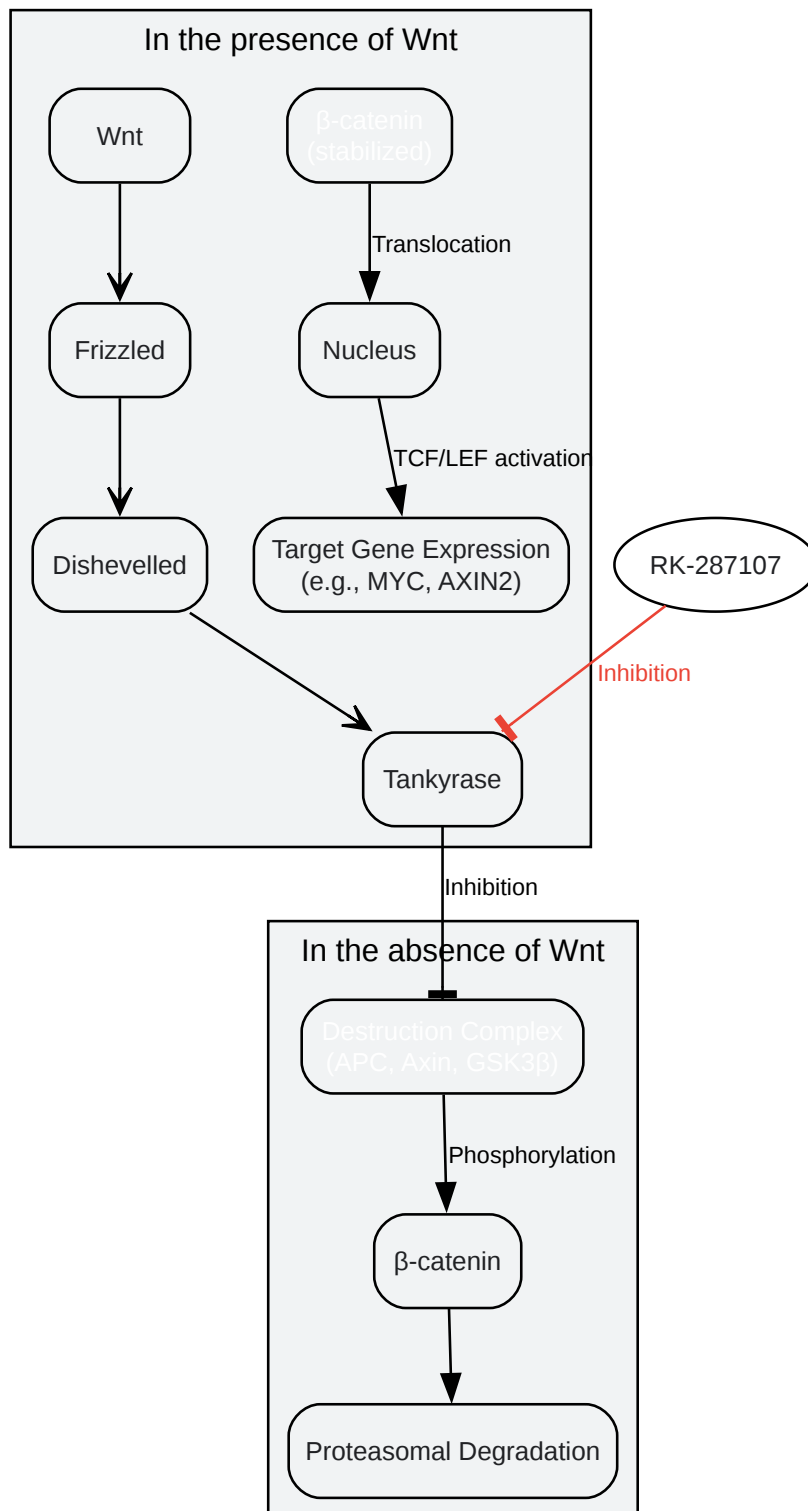 In the presence of Wnt
Wnt
β-catenin
(stabilized)
Translocation
Frizzled
Nucleus
TCF/LEF activation
Dishevelled
Target Gene Expression
(e.g., MYC, AXIN2)
RK-287107
Inhibition
Tankyrase
Inhibition
In the absence of Wnt
Destruction Complex
(APC, Axin, GSK3β)
Phosphorylation
β-catenin
Proteasomal Degradation